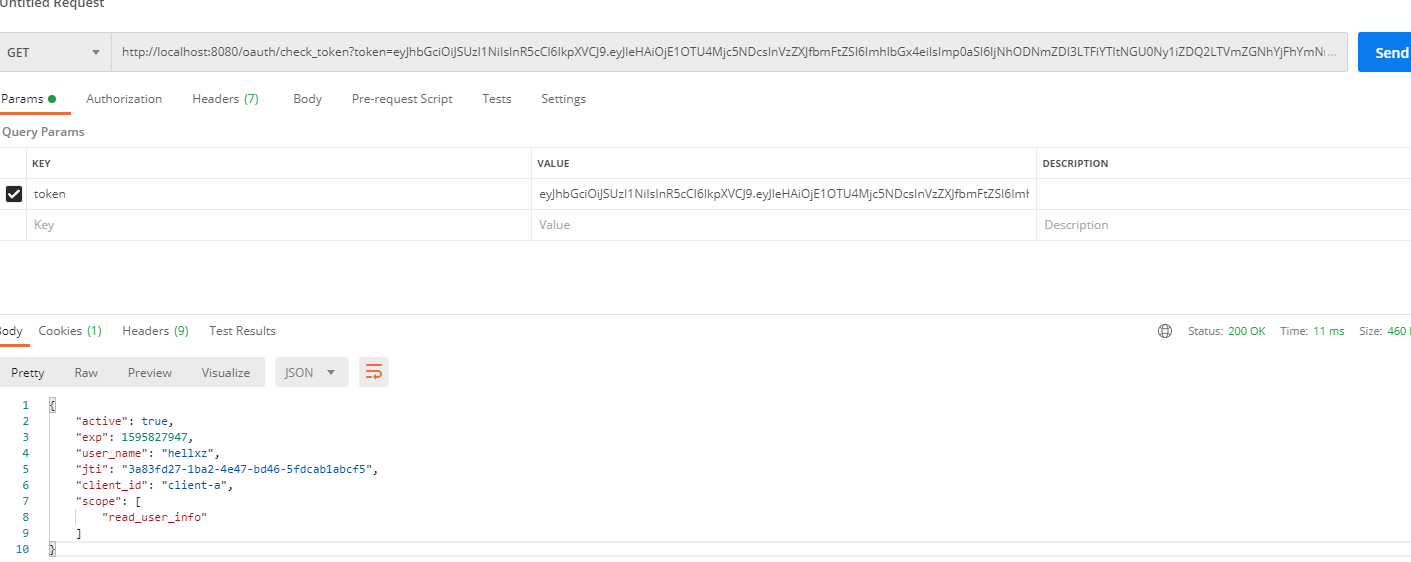 Untitled Request
GET http://localhost:8080/oauth/check_token?token=eyJhbGciOiJSUzI1NiIsInR5cCI6IkpXVCJ9.eyJleHAiOjE1OTU4Mjc5NDcsInVzZXJfbmFtZSI6ImhlbGx4eiIsImp0aSI6IjNhODNmZDI3LTFiYTItNGU0Ny1iZDQ2LTVmZGNhYjFhYmN... Send
Params Authorization Headers (7) Body Pre-request Script Tests Settings
Query Params
KEY VALUE DESCRIPTION
token eyJhbGciOiJSUzI1NiIsInR5cCI6IkpXVCJ9.eyJleHAiOjE1OTU4Mjc5NDcsInVzZXJfbmFtZSI6Imh
Key Value Description
Body Cookies (1) Headers (9) Test Results Status: 200 OK Time: 11 ms Size: 460
Pretty Raw Preview Visualize JSON
1 {
2 "active": true,
3 "exp": 1595827947,
4 "user_name": "hellxz",
5 "jti": "3a83fd27-1ba2-4e47-bd46-5fdcab1abcf5",
6 "client_id": "client-a",
7 "scope": [
8 "read_user_info"
9 ]
10 }